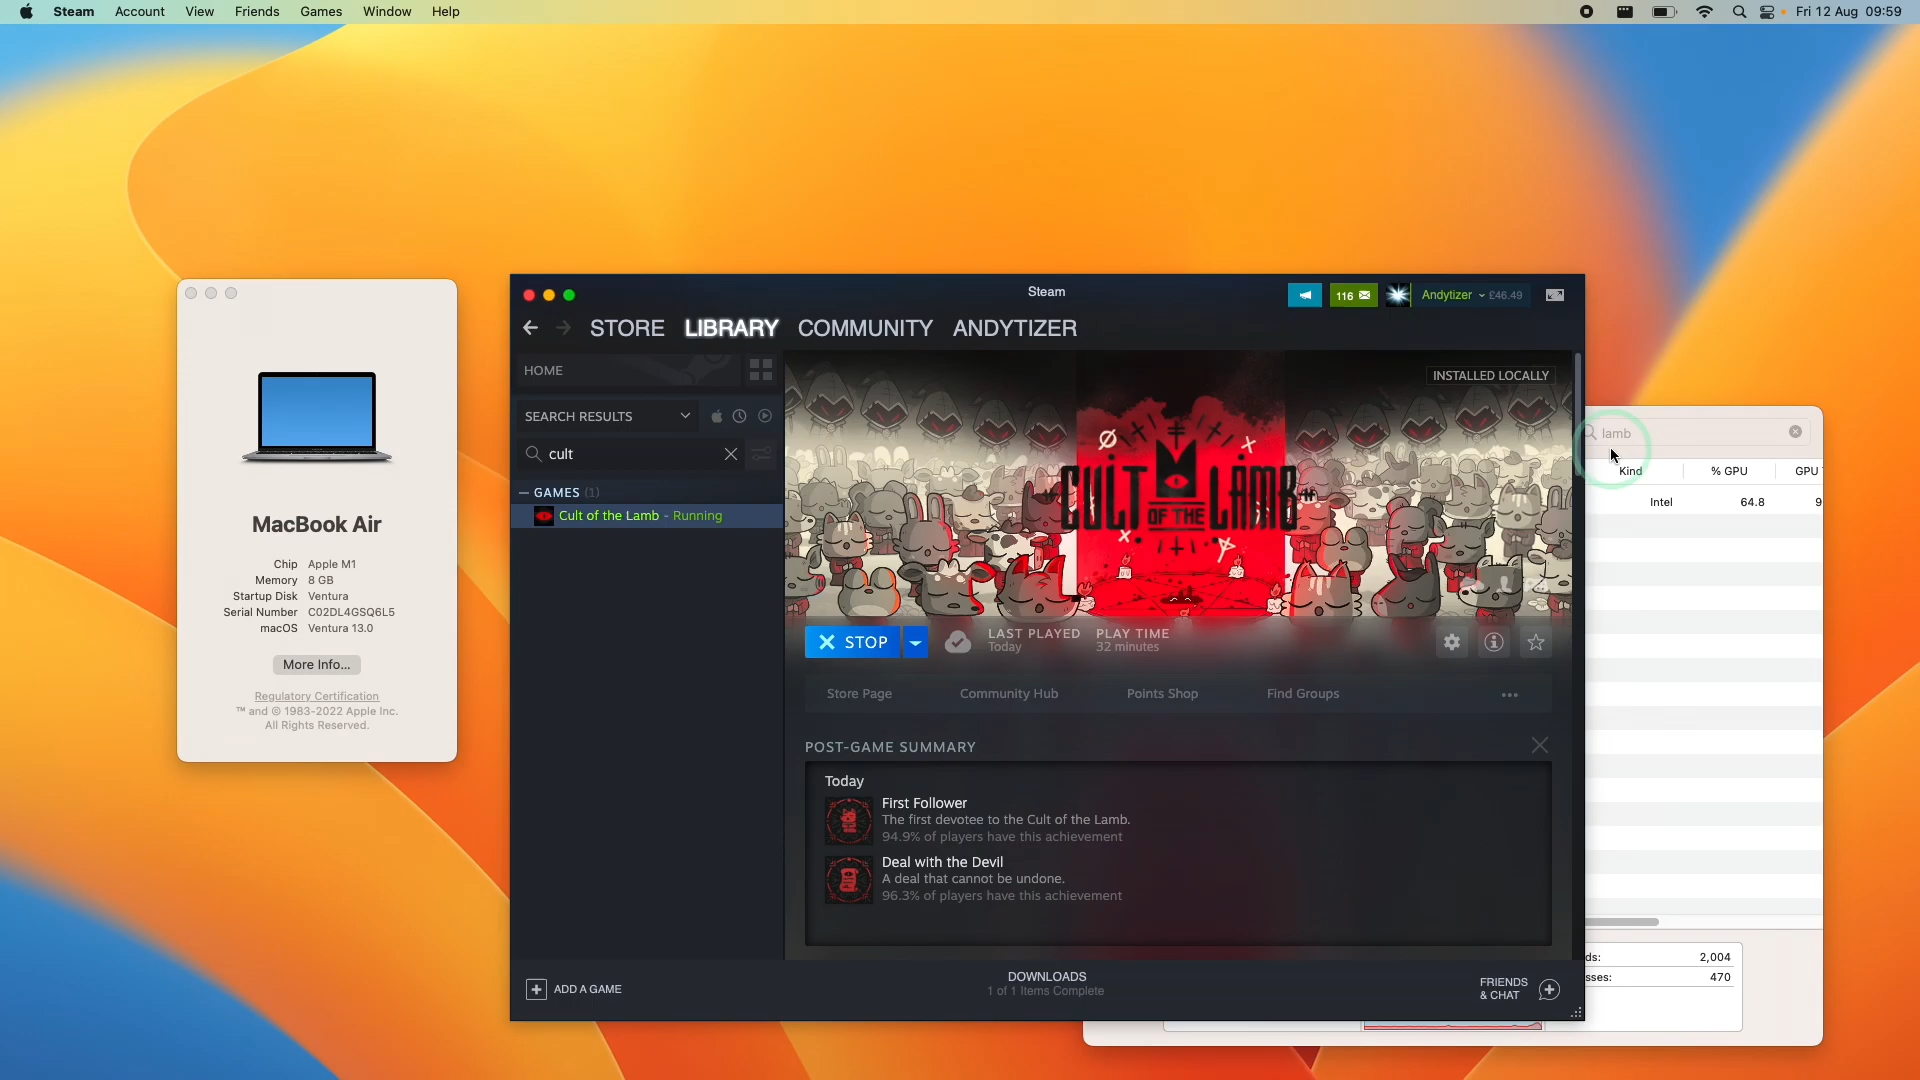 Steam Account View Friends Games Window Help
Fri 12 Aug 09:59
MacBook Air
Chip Apple M1
Memory 8 GB
Startup Disk Ventura
Serial Number C02DL4GSQ6L5
macOS Ventura 13.0
More Info...
Regulatory Certification
™ and © 1983-2022 Apple Inc.
All Rights Reserved.
Steam
116
Andytizer
£46.49
STORE LIBRARY COMMUNITY ANDYTIZER
HOME
SEARCH RESULTS
cult
— GAMES (1)
Cult of the Lamb - Running
INSTALLED LOCALLY
CULT
OF THE
LAMB
STOP
LAST PLAYED
Today
PLAY TIME
32 minutes
Store Page Community Hub Points Shop Find Groups
POST-GAME SUMMARY
Today
First Follower
The first devotee to the Cult of the Lamb.
94.9% of players have this achievement
Deal with the Devil
A deal that cannot be undone.
96.3% of players have this achievement
ADD A GAME
DOWNLOADS
1 of 1 Items Complete
FRIENDS
& CHAT
lamb
Kind % GPU GPU
Intel 64.8 9
ds: 2,004
sses: 470